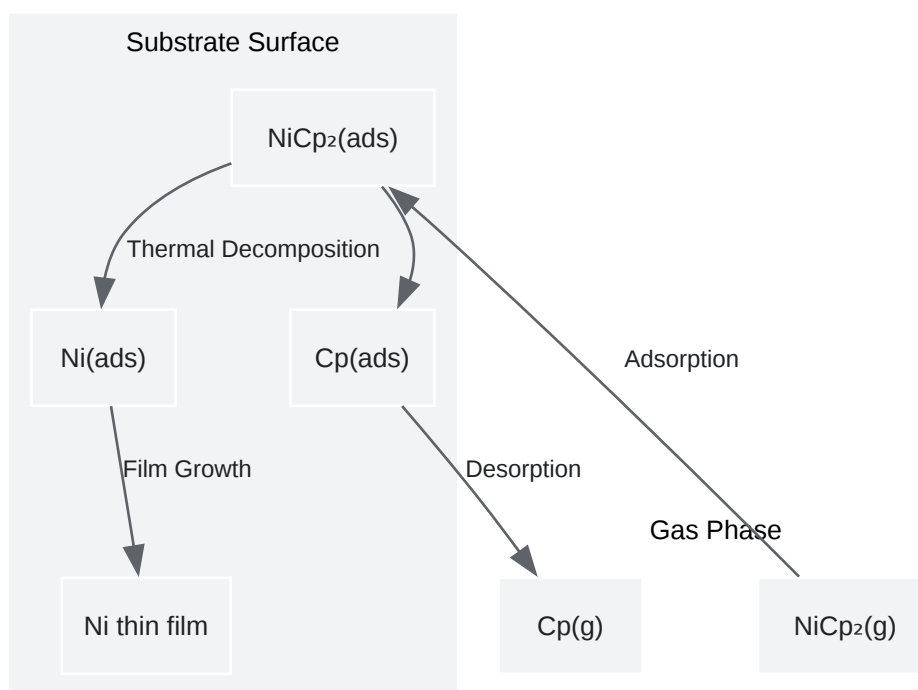 Substrate Surface
NiCp₂(ads)
Thermal Decomposition
Ni(ads)
Cp(ads)
Adsorption
Film Growth
Desorption
Gas Phase
Ni thin film
Cp(g)
NiCp₂(g)